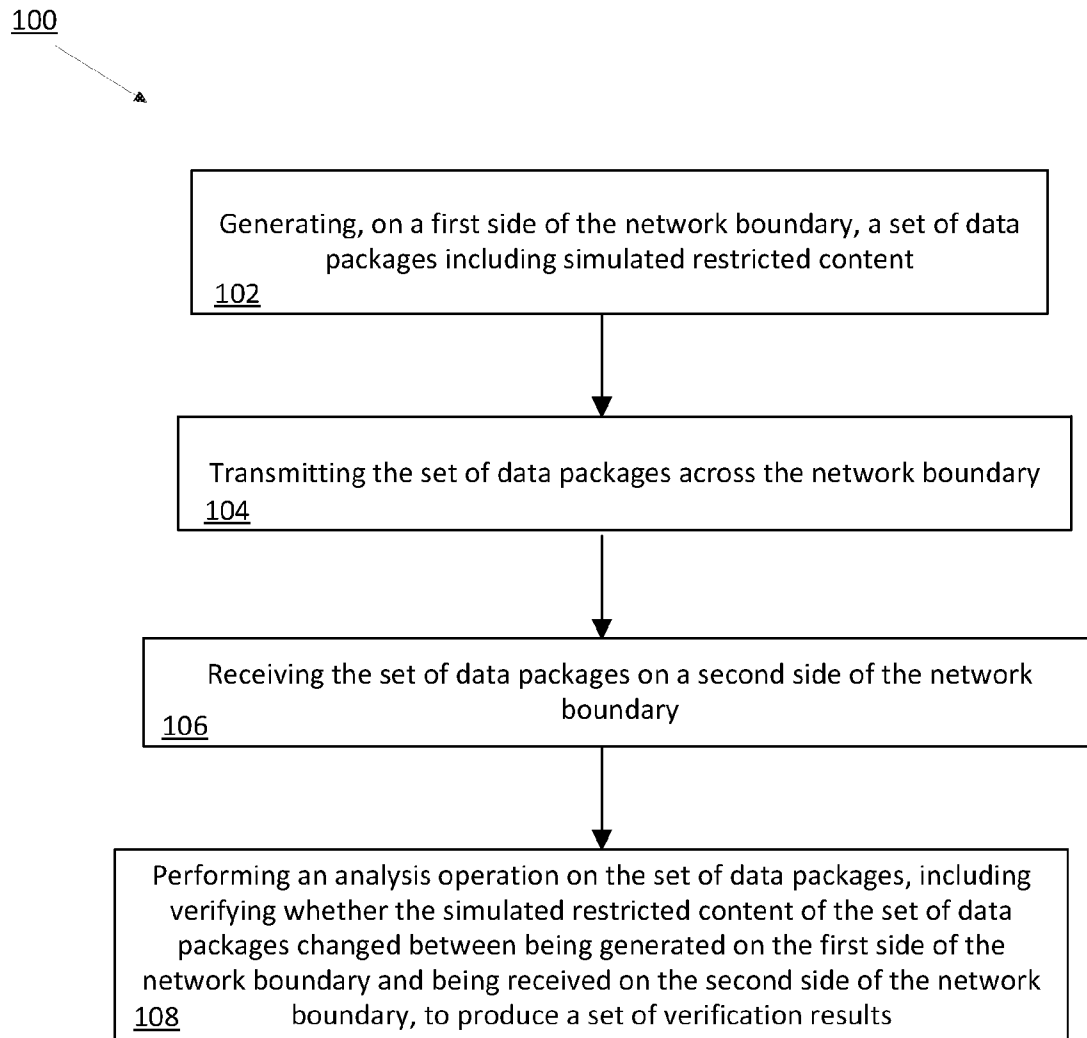 100
Generating, on a first side of the network boundary, a set of data
packages including simulated restricted content
102
Transmitting the set of data packages across the network boundary
104
Receiving the set of data packages on a second side of the network
boundary
106
Performing an analysis operation on the set of data packages, including
verifying whether the simulated restricted content of the set of data
packages changed between being generated on the first side of the
network boundary and being received on the second side of the network
boundary, to produce a set of verification results
108